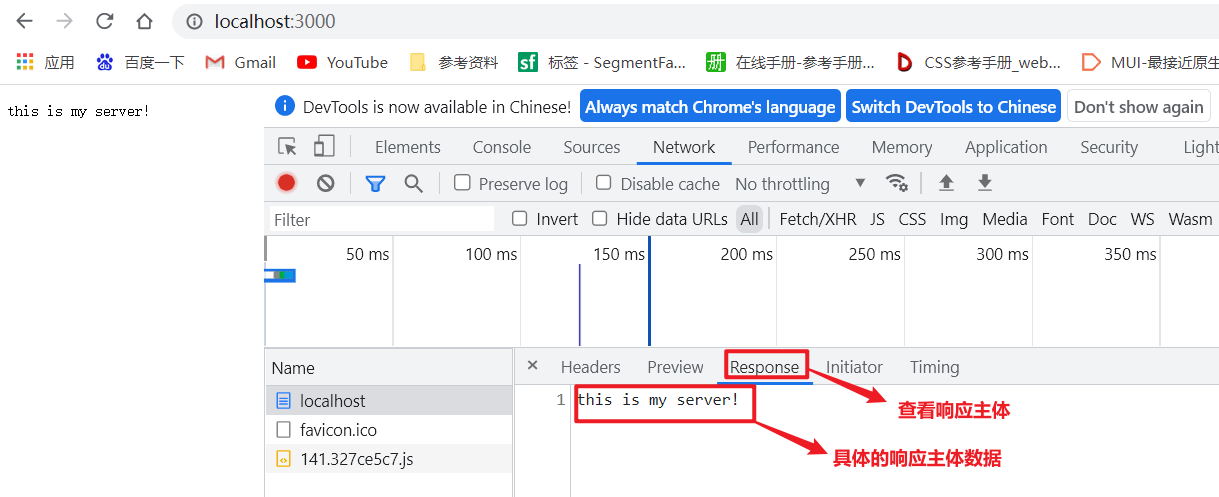 localhost:3000
应用 百度一下 Gmail YouTube 参考资料 sf 标签 - SegmentFa... 册 在线手册-参考手册... CSS参考手册_web... MUI-最接近原生
this is my server!
DevTools is now available in Chinese! Always match Chrome's language Switch DevTools to Chinese Don't show again
Elements Console Sources Network Performance Memory Application Security Light
Preserve log Disable cache No throttling
Filter Invert Hide data URLs All Fetch/XHR JS CSS Img Media Font Doc WS Wasm
50 ms 100 ms 150 ms 200 ms 250 ms 300 ms 350 ms
Name
localhost
favicon.ico
141.327ce5c7.js
Headers Preview Response Initiator Timing
1 this is my server!
查看响应主体
具体的响应主体数据